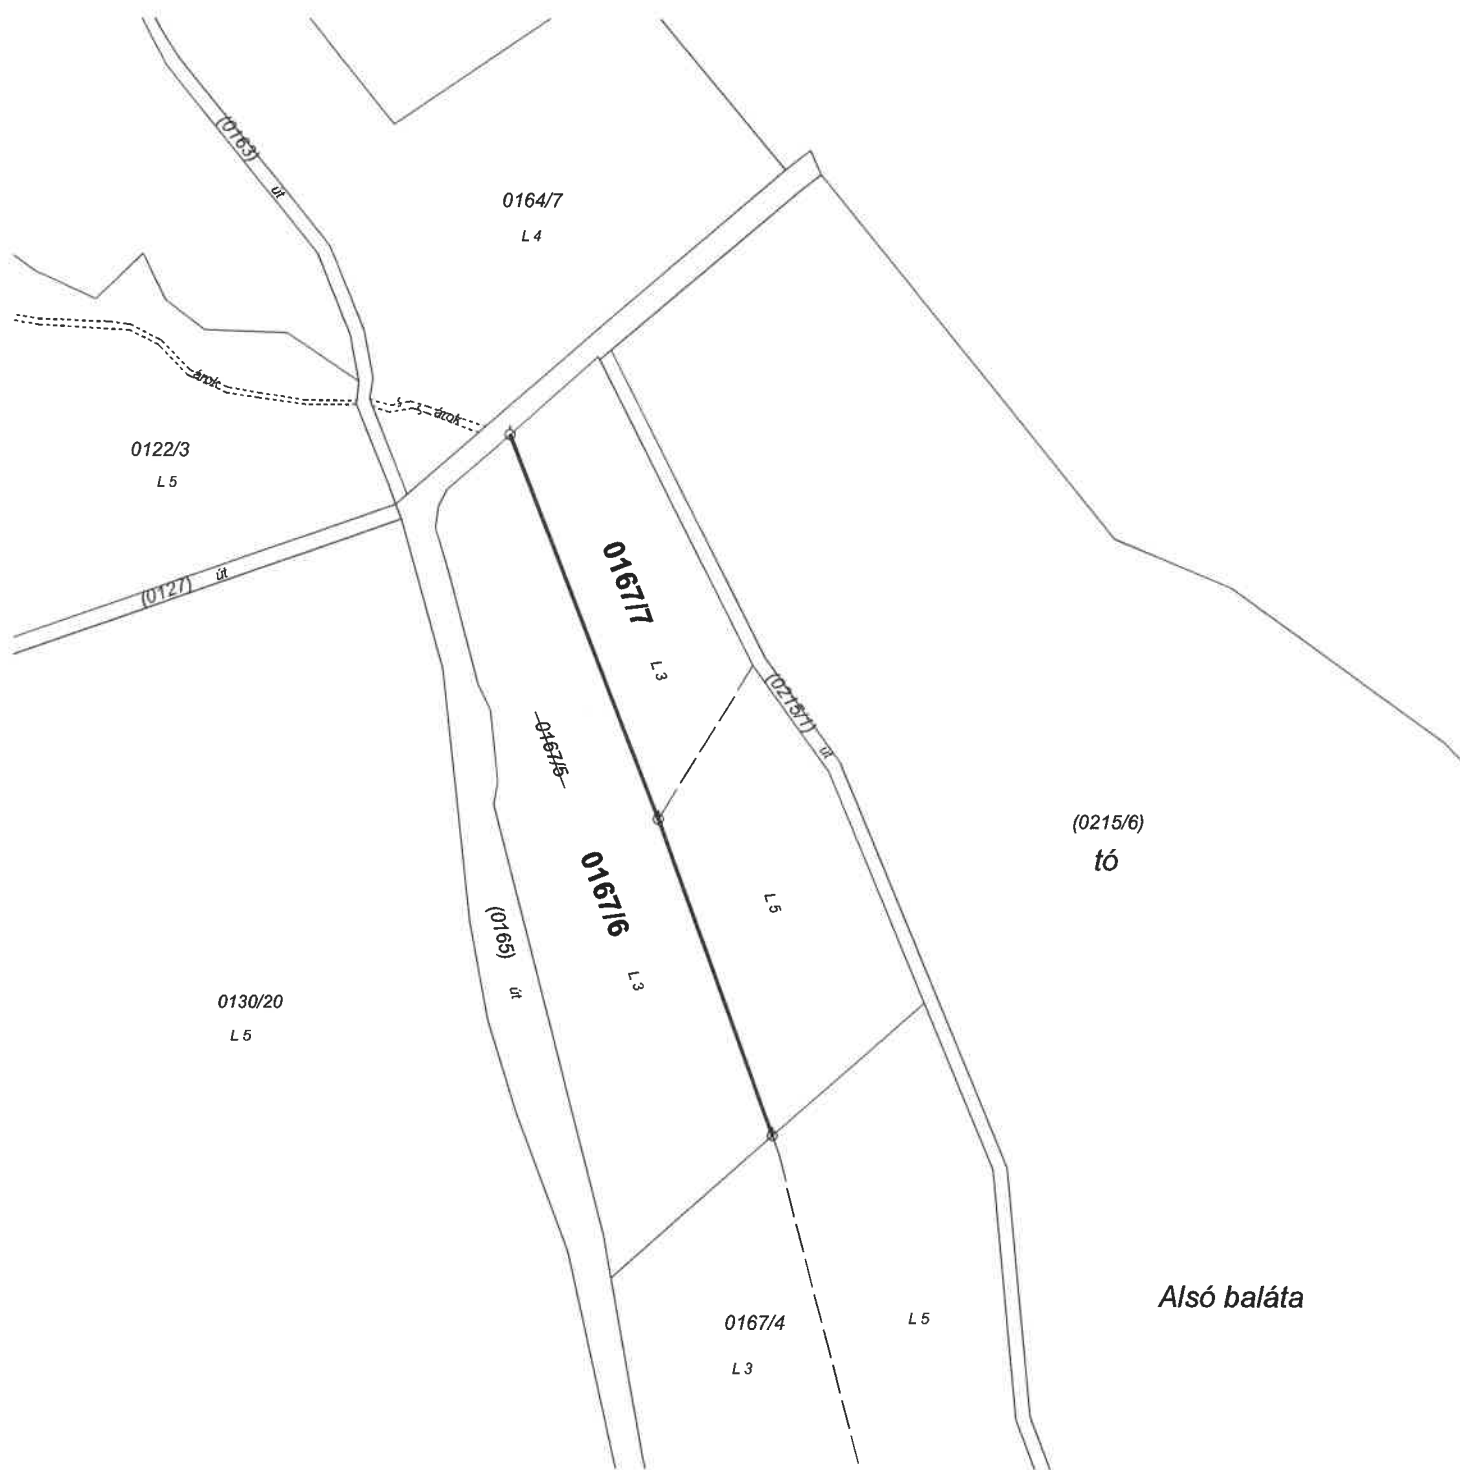 (0163)
út
0164/7
L 4
árok
árok
0122/3
L 5
(0127) út
0167/7
L 3
(0215/1) út
0167/5
(0215/6)
tó
0167/6
L 3
L 5
(0165) út
0130/20
L 5
Alsó baláta
0167/4
L 3
L 5